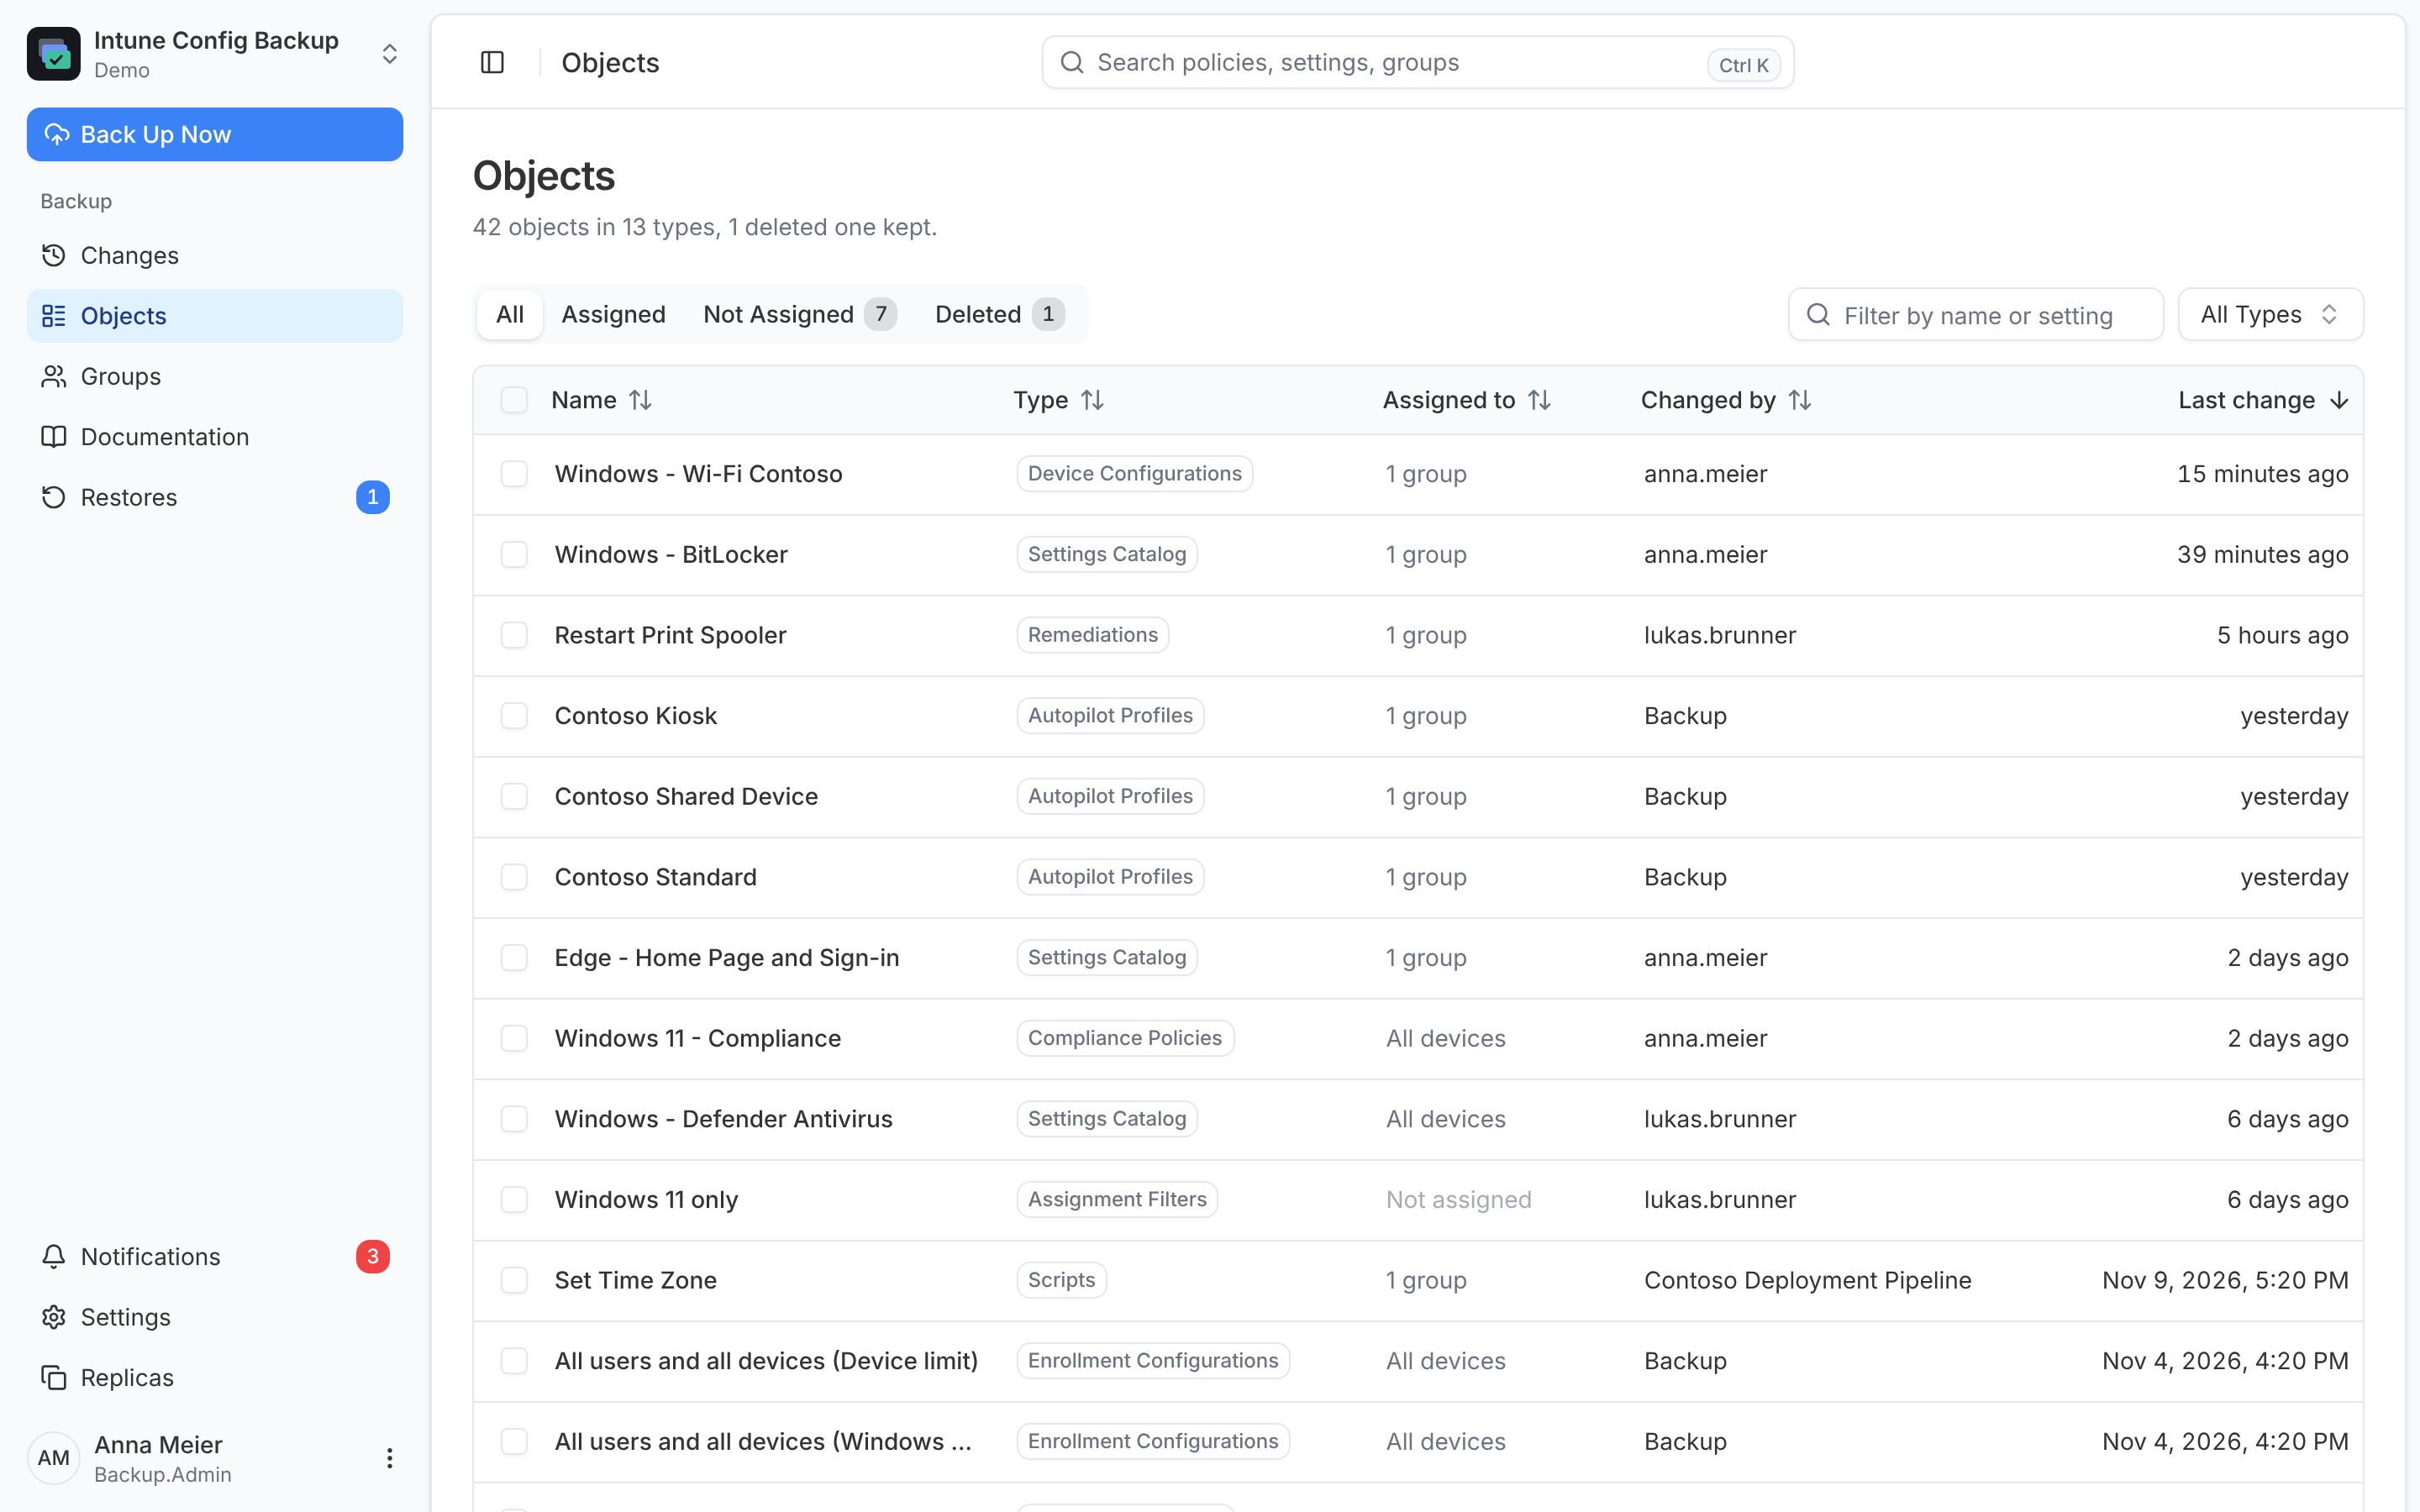 Intune Config Backup
Demo
Back Up Now
Backup
Changes
Objects
Groups
Documentation
Restores 1
Notifications 3
Settings
Replicas
AM
Anna Meier
Backup.Admin
Objects
Search policies, settings, groups Ctrl K
Objects
42 objects in 13 types, 1 deleted one kept.
All Assigned Not Assigned 7 Deleted 1
Filter by name or setting
All Types
Name Type Assigned to Changed by Last change
Windows - Wi-Fi Contoso Device Configurations 1 group anna.meier 15 minutes ago
Windows - BitLocker Settings Catalog 1 group anna.meier 39 minutes ago
Restart Print Spooler Remediations 1 group lukas.brunner 5 hours ago
Contoso Kiosk Autopilot Profiles 1 group Backup yesterday
Contoso Shared Device Autopilot Profiles 1 group Backup yesterday
Contoso Standard Autopilot Profiles 1 group Backup yesterday
Edge - Home Page and Sign-in Settings Catalog 1 group anna.meier 2 days ago
Windows 11 - Compliance Compliance Policies All devices anna.meier 2 days ago
Windows - Defender Antivirus Settings Catalog All devices lukas.brunner 6 days ago
Windows 11 only Assignment Filters Not assigned lukas.brunner 6 days ago
Set Time Zone Scripts 1 group Contoso Deployment Pipeline Nov 9, 2026, 5:20 PM
All users and all devices (Device limit) Enrollment Configurations All devices Backup Nov 4, 2026, 4:20 PM
All users and all devices (Windows ... Enrollment Configurations All devices Backup Nov 4, 2026, 4:20 PM